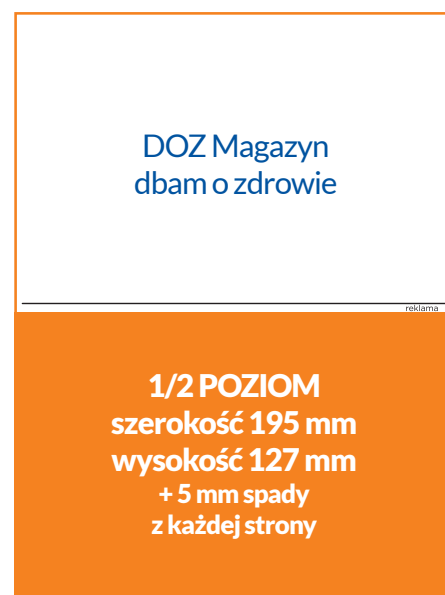 DOZ Magazyn
dbam o zdrowie
reklama
1/2 POZIOM
szerokość 195 mm
wysokość 127 mm
+ 5 mm spady
z każdej strony